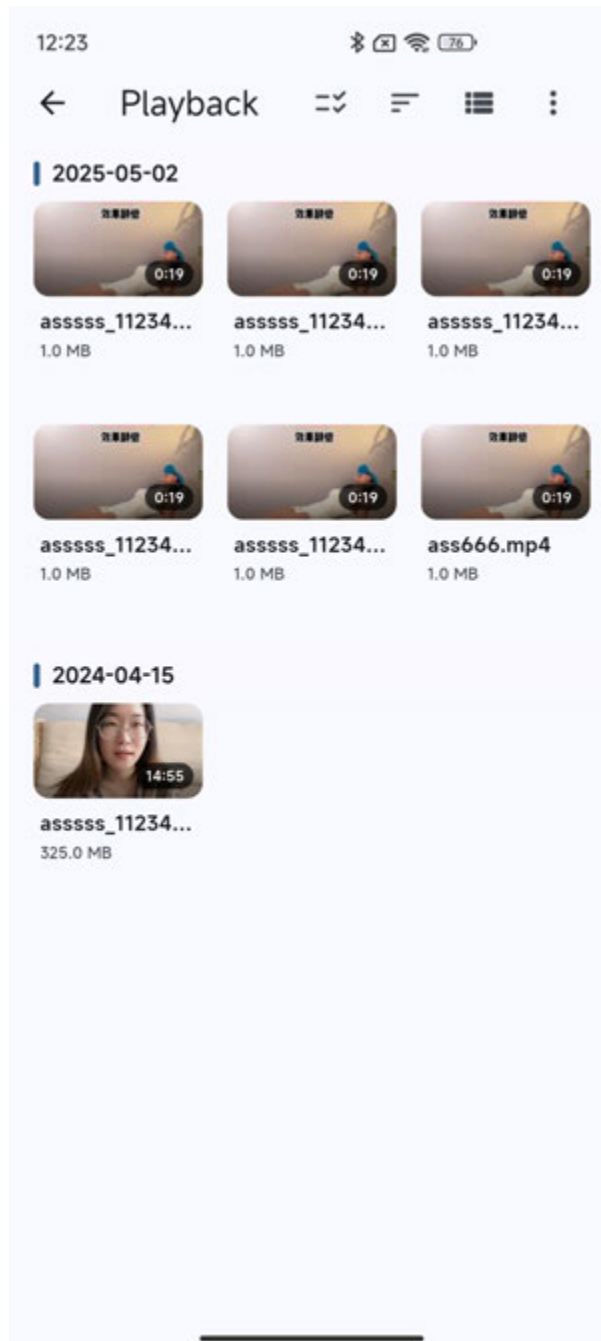 12:23
76
Playback
2025-05-02
0:19 0:19 0:19
asssss_11234... asssss_11234... asssss_11234...
1.0 MB 1.0 MB 1.0 MB
0:19 0:19 0:19
asssss_11234... asssss_11234... ass666.mp4
1.0 MB 1.0 MB 1.0 MB
2024-04-15
14:55
asssss_11234...
325.0 MB